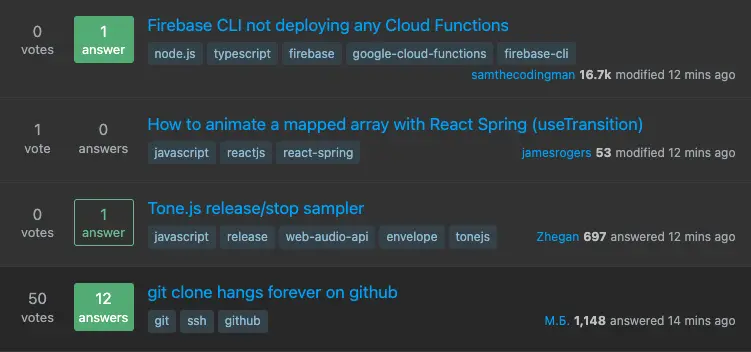 0 votes
1 answer
Firebase CLI not deploying any Cloud Functions
node.js typescript firebase google-cloud-functions firebase-cli
samthecodingman 16.7k modified 12 mins ago
1 vote
0 answers
How to animate a mapped array with React Spring (useTransition)
javascript reactjs react-spring
jamesrogers 53 modified 12 mins ago
0 votes
1 answer
Tone.js release/stop sampler
javascript release web-audio-api envelope tonejs
Zhegan 697 answered 12 mins ago
50 votes
12 answers
git clone hangs forever on github
git ssh github
М.Б. 1,148 answered 14 mins ago